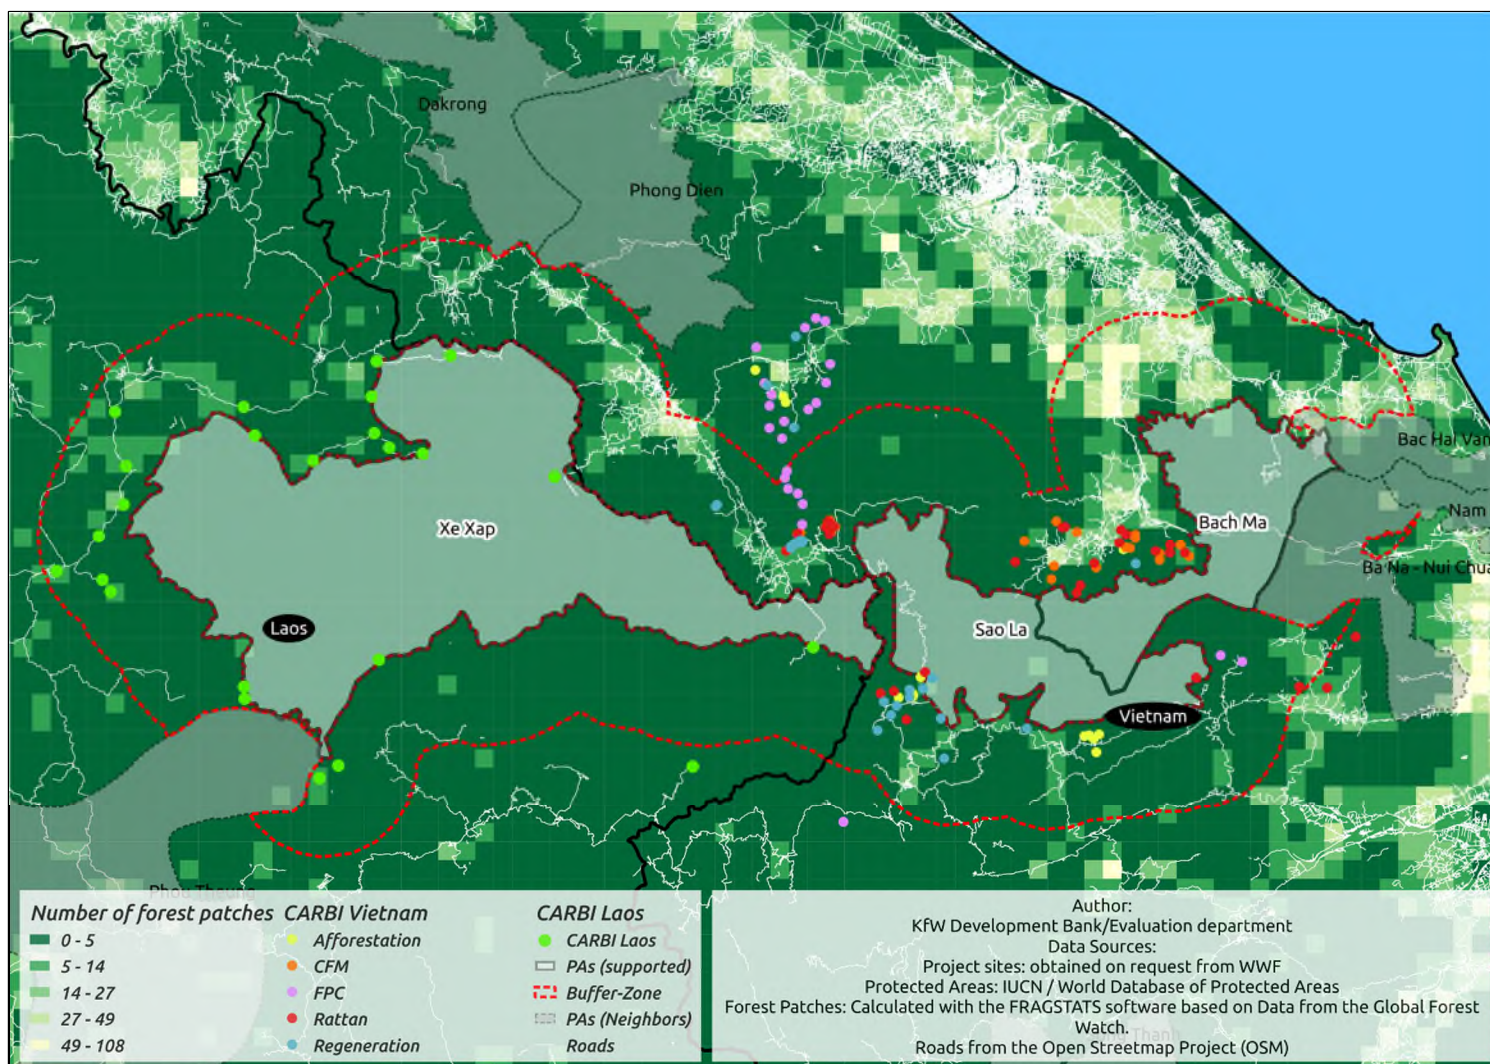 Dakrong
Phong Dien
Bac Hai Van
Nam
Bach Ma
Xe Xap
Ba Na - Nui Chua
Laos
Sao La
Vietnam
Phou Theung
Number of forest patches
0 - 5
5 - 14
14 - 27
27 - 49
49 - 108
CARBI Vietnam
Afforestation
CFM
FPC
Rattan
Regeneration
CARBI Laos
CARBI Laos
PAs (supported)
Buffer-Zone
PAs (Neighbors)
Roads
Author:
KfW Development Bank/Evaluation department
Data Sources:
Project sites: obtained on request from WWF
Protected Areas: IUCN / World Database of Protected Areas
Forest Patches: Calculated with the FRAGSTATS software based on Data from the Global Forest
Watch.
Roads from the Open Streetmap Project (OSM)